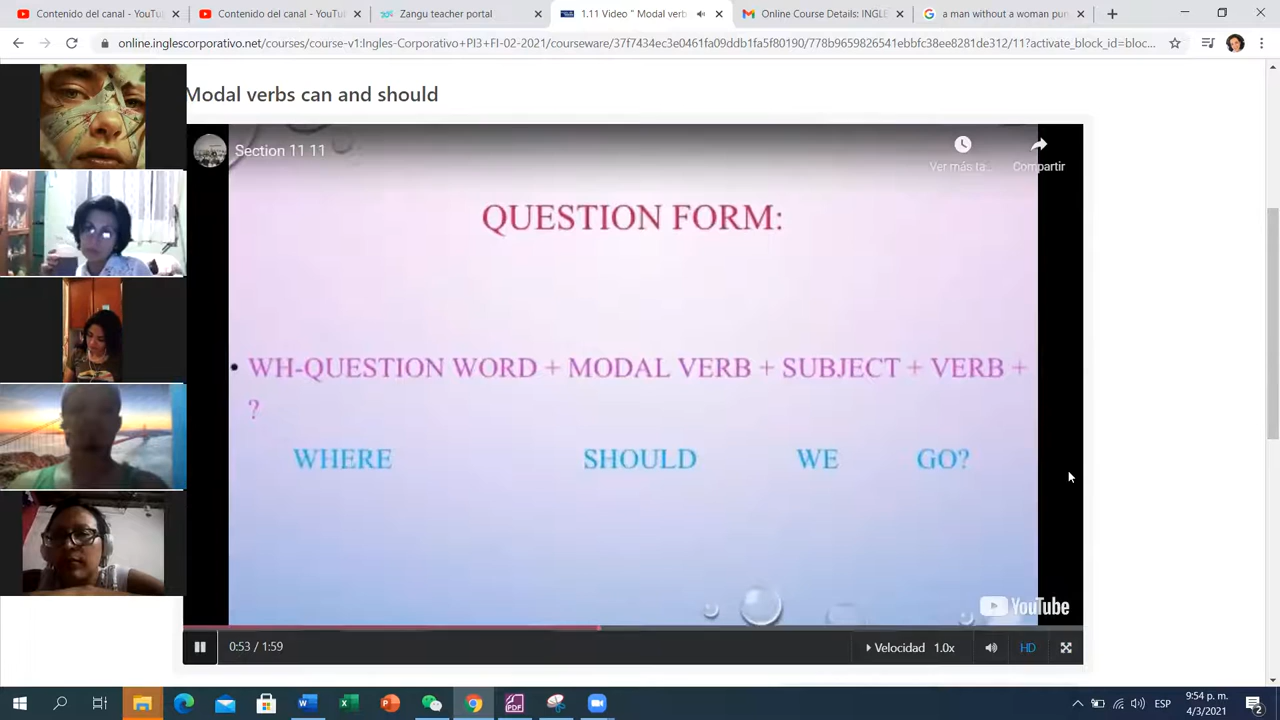 Contenido del canal - YouTu
Contenido del canal - YouTu
Zangu teacher portal
1.11 Video " Modal verb
Online Course Details: INGLE
a man without a woman pu
online.inglescorporativo.net/courses/course-v1:Ingles-Corporativo+PI3+FI-02-2021/courseware/37f7434ec3e0461fa09ddb1fa5f80190/778b9659826541ebbfc38ee8281de312/11?activate_block_id=bloc...
Modal verbs can and should
Section 11 11
Ver más ta...
Compartir
QUESTION FORM:
• WH-QUESTION WORD + MODAL VERB + SUBJECT + VERB +
?
WHERE SHOULD WE GO?
YouTube
0:53 / 1:59
Velocidad 1.0x
HD
ESP
9:54 p. m.
4/3/2021
2